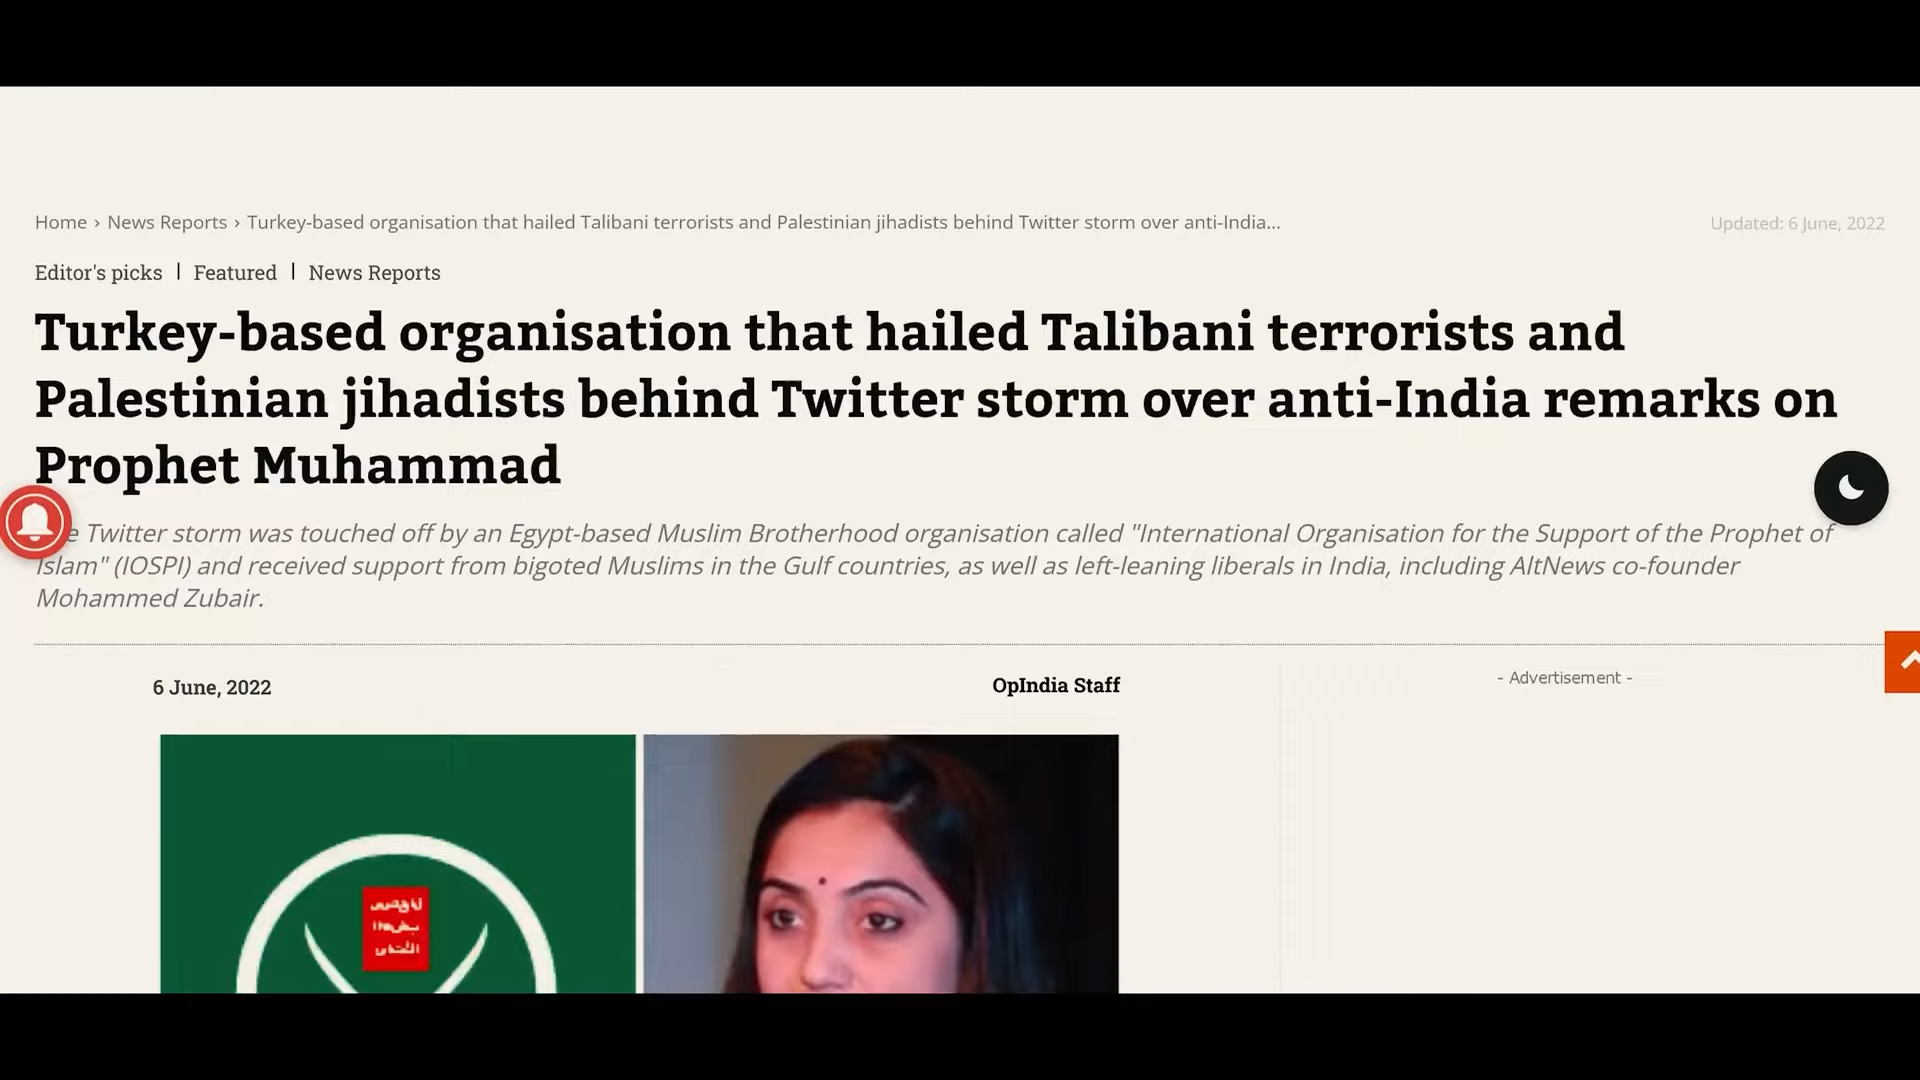 Home › News Reports › Turkey-based organisation that hailed Talibani terrorists and Palestinian jihadists behind Twitter storm over anti-India...
Updated: 6 June, 2022
Editor's picks | Featured | News Reports
Turkey-based organisation that hailed Talibani terrorists and
Palestinian jihadists behind Twitter storm over anti-India remarks on
Prophet Muhammad
Twitter storm was touched off by an Egypt-based Muslim Brotherhood organisation called "International Organisation for the Support of the Prophet of
Islam" (IOSPI) and received support from bigoted Muslims in the Gulf countries, as well as left-leaning liberals in India, including AltNews co-founder
Mohammed Zubair.
6 June, 2022
OpIndia Staff
- Advertisement -